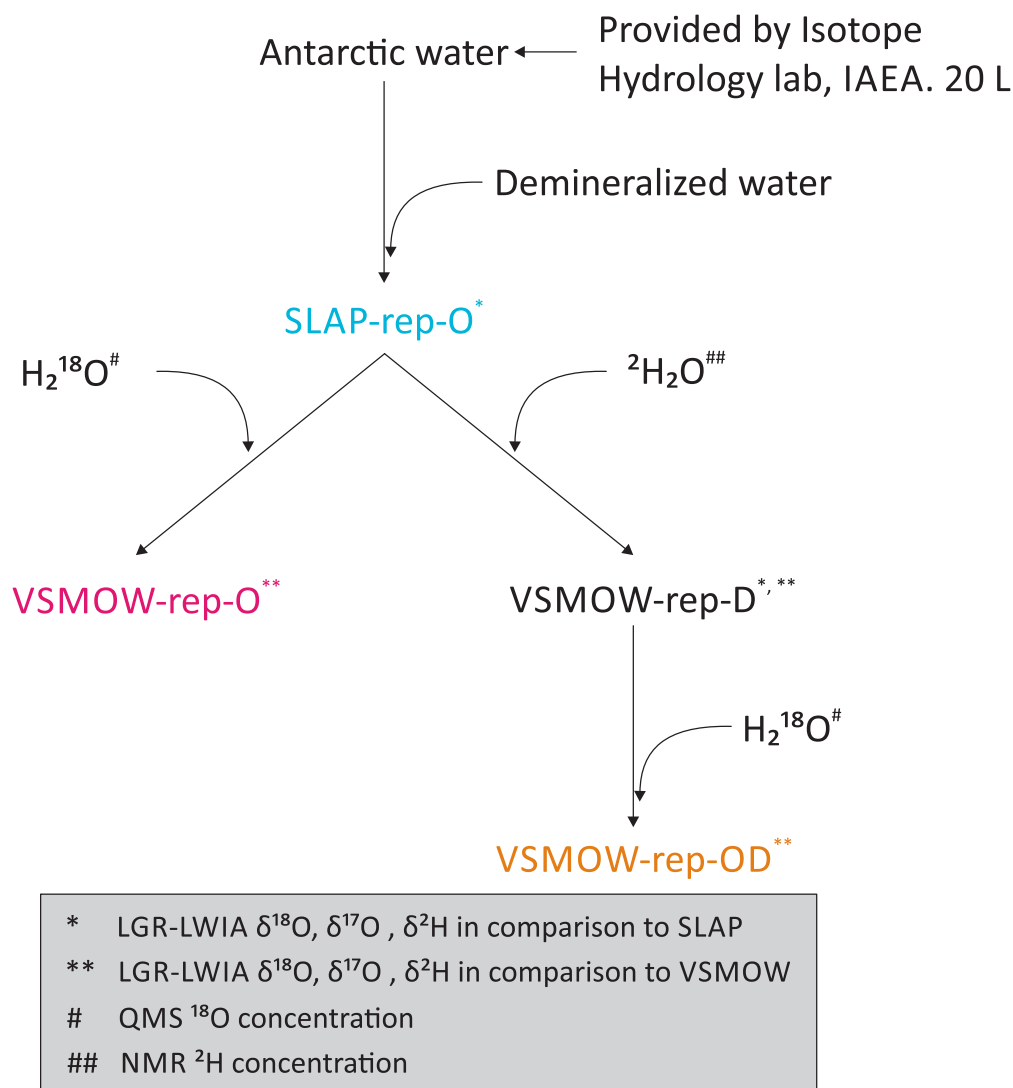 Antarctic water
Provided by Isotope
Hydrology lab, IAEA. 20 L
Demineralized water
SLAP-rep-O*
H₂¹⁸O#
²H₂O##
VSMOW-rep-O**
VSMOW-rep-D*,**
H₂¹⁸O#
VSMOW-rep-OD**
* LGR-LWIA δ¹⁸O, δ¹⁷O , δ²H in comparison to SLAP
** LGR-LWIA δ¹⁸O, δ¹⁷O , δ²H in comparison to VSMOW
# QMS ¹⁸O concentration
## NMR ²H concentration